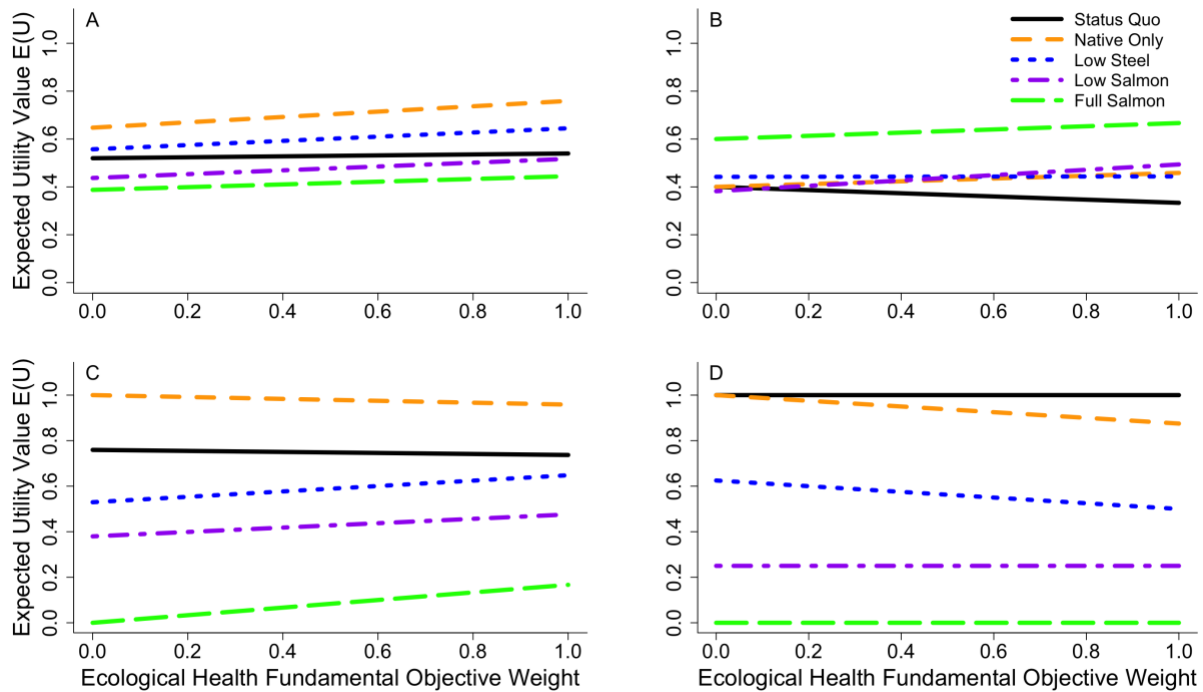 A
Expected Utility Value E(U)
1.0
0.8
0.6
0.4
0.2
0.0
0.0 0.2 0.4 0.6 0.8 1.0
B
Status Quo
Native Only
Low Steel
Low Salmon
Full Salmon
1.0
0.8
0.6
0.4
0.2
0.0
0.0 0.2 0.4 0.6 0.8 1.0
C
Expected Utility Value E(U)
1.0
0.8
0.6
0.4
0.2
0.0
0.0 0.2 0.4 0.6 0.8 1.0
Ecological Health Fundamental Objective Weight
D
1.0
0.8
0.6
0.4
0.2
0.0
0.0 0.2 0.4 0.6 0.8 1.0
Ecological Health Fundamental Objective Weight